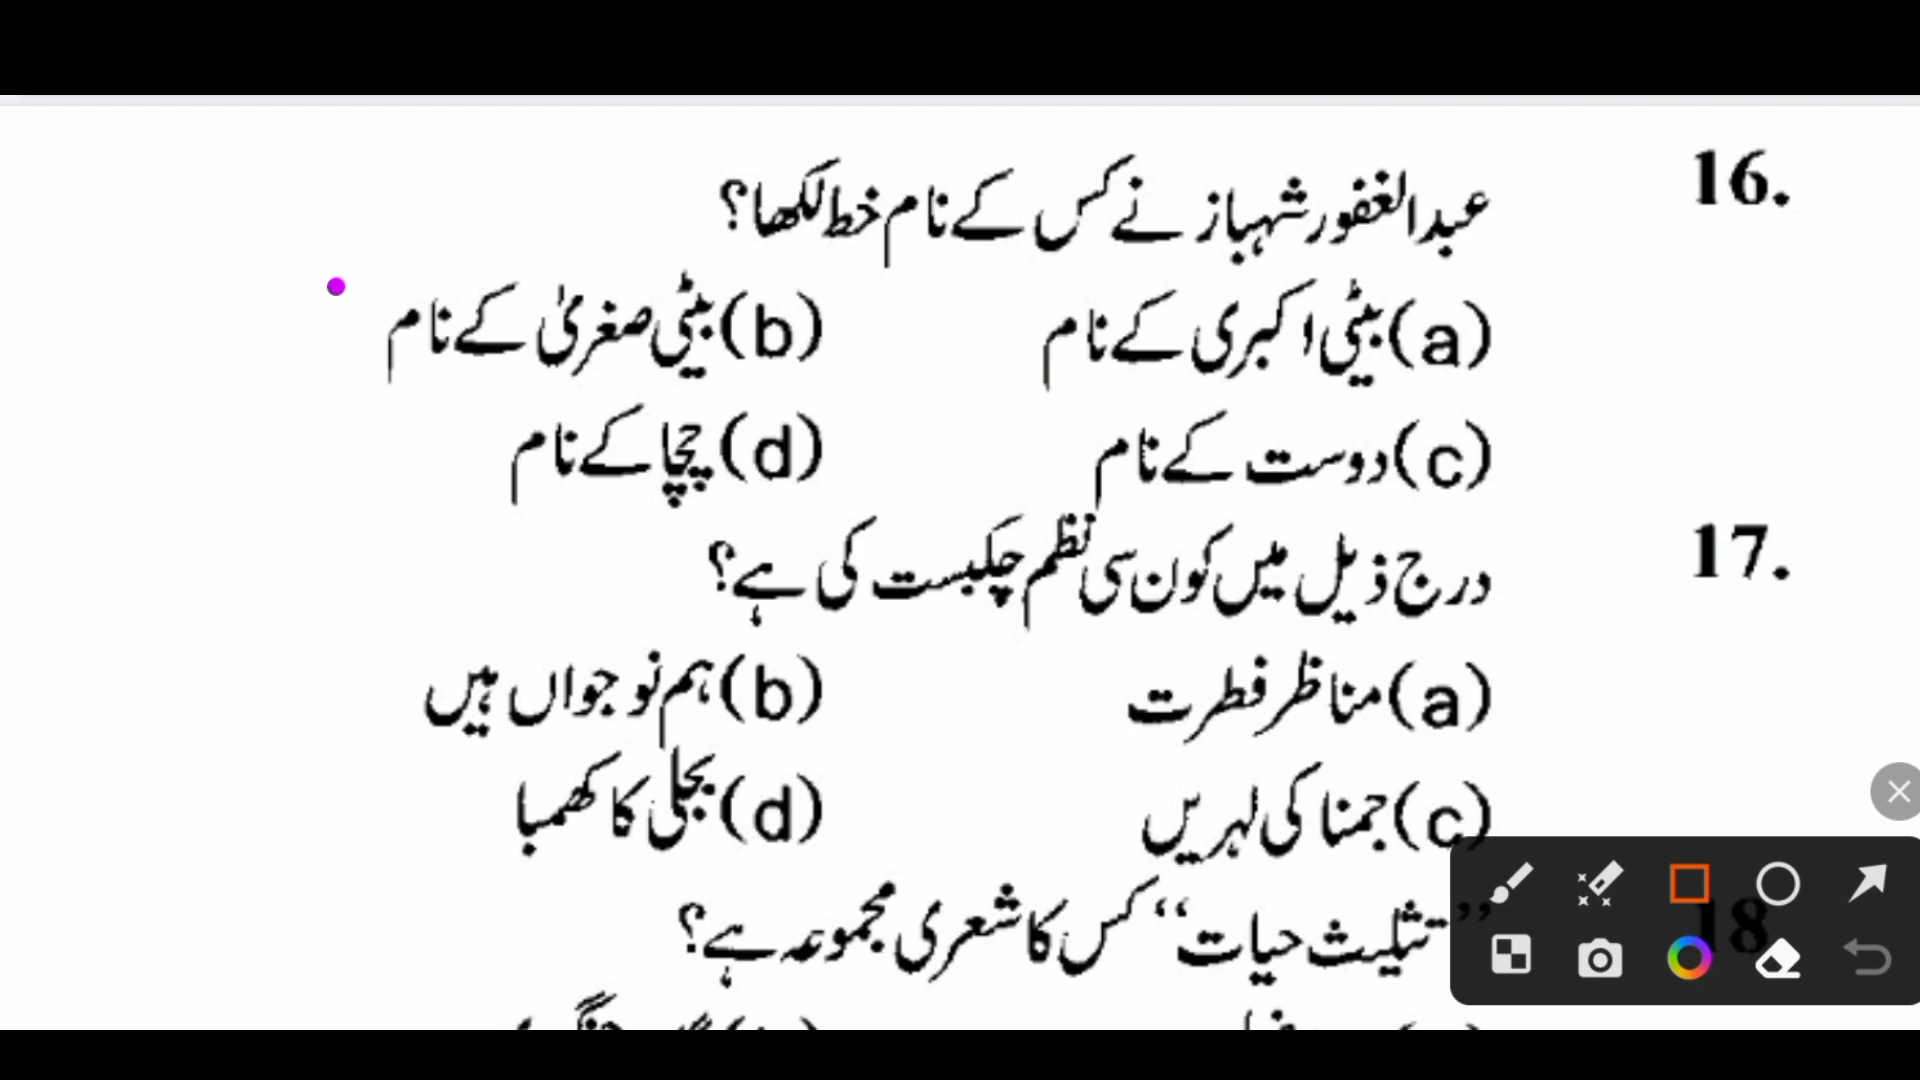 16. عبدالغفور شہباز نے کس کے نام خط لکھا؟
(a) بیٹی اکبری کے نام (b) بیٹی صغریٰ کے نام
(c) دوست کے نام (d) چچا کے نام
17. درج ذیل میں کون سی نظم چکبست کی ہے؟
(a) مناظر فطرت (b) ہم نوجواں ہیں
(c) جمنا کی لہریں (d) بجلی کا کھمبا
18 ’’تثلیث حیات‘‘ کس کا شعری مجموعہ ہے؟